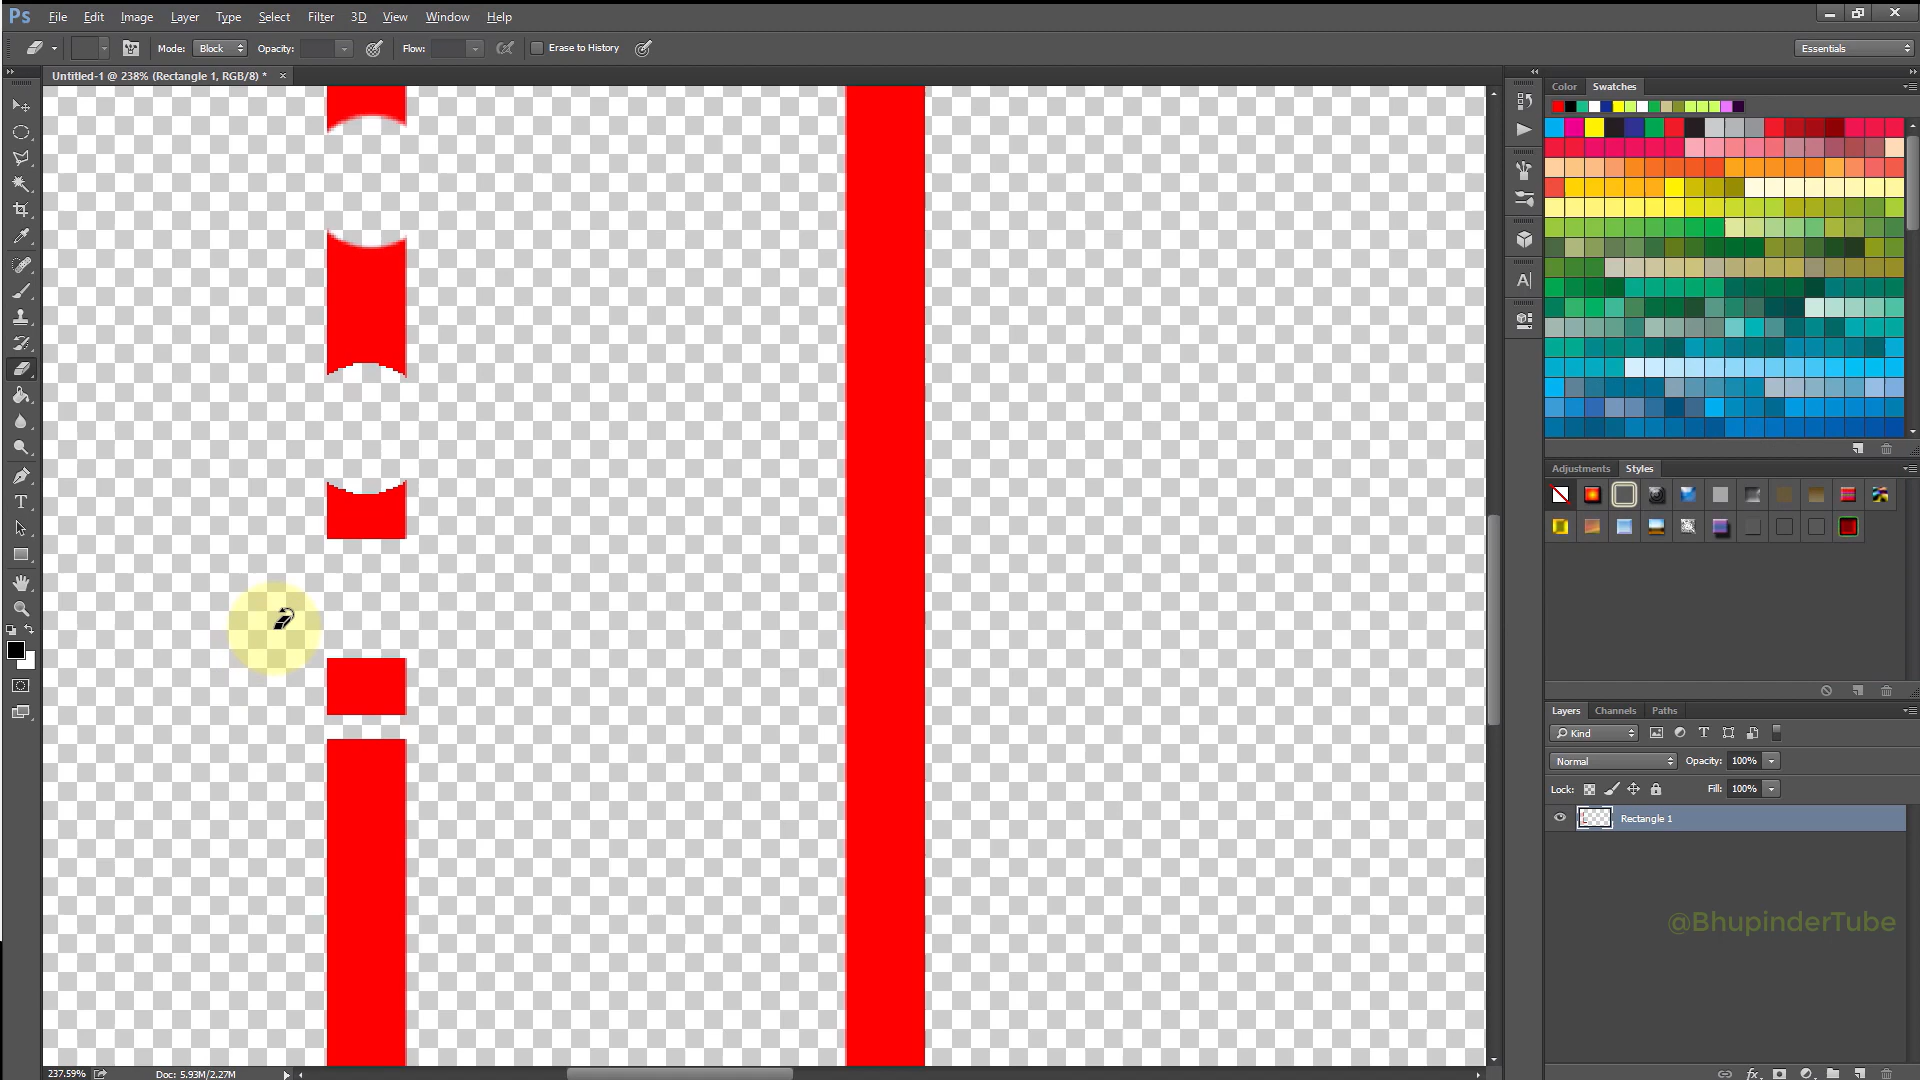 Ps File Edit Image Layer Type Select Filter 3D View Window Help
Mode: Block Opacity: Flow: Erase to History Essentials
Untitled-1 @ 238% (Rectangle 1, RGB/8) * ×
Color Swatches
Adjustments Styles
Layers Channels Paths
Kind
Normal Opacity: 100%
Lock: Fill: 100%
Rectangle 1
@BhupinderTube
237.59% Doc: 5.93M/2.27M